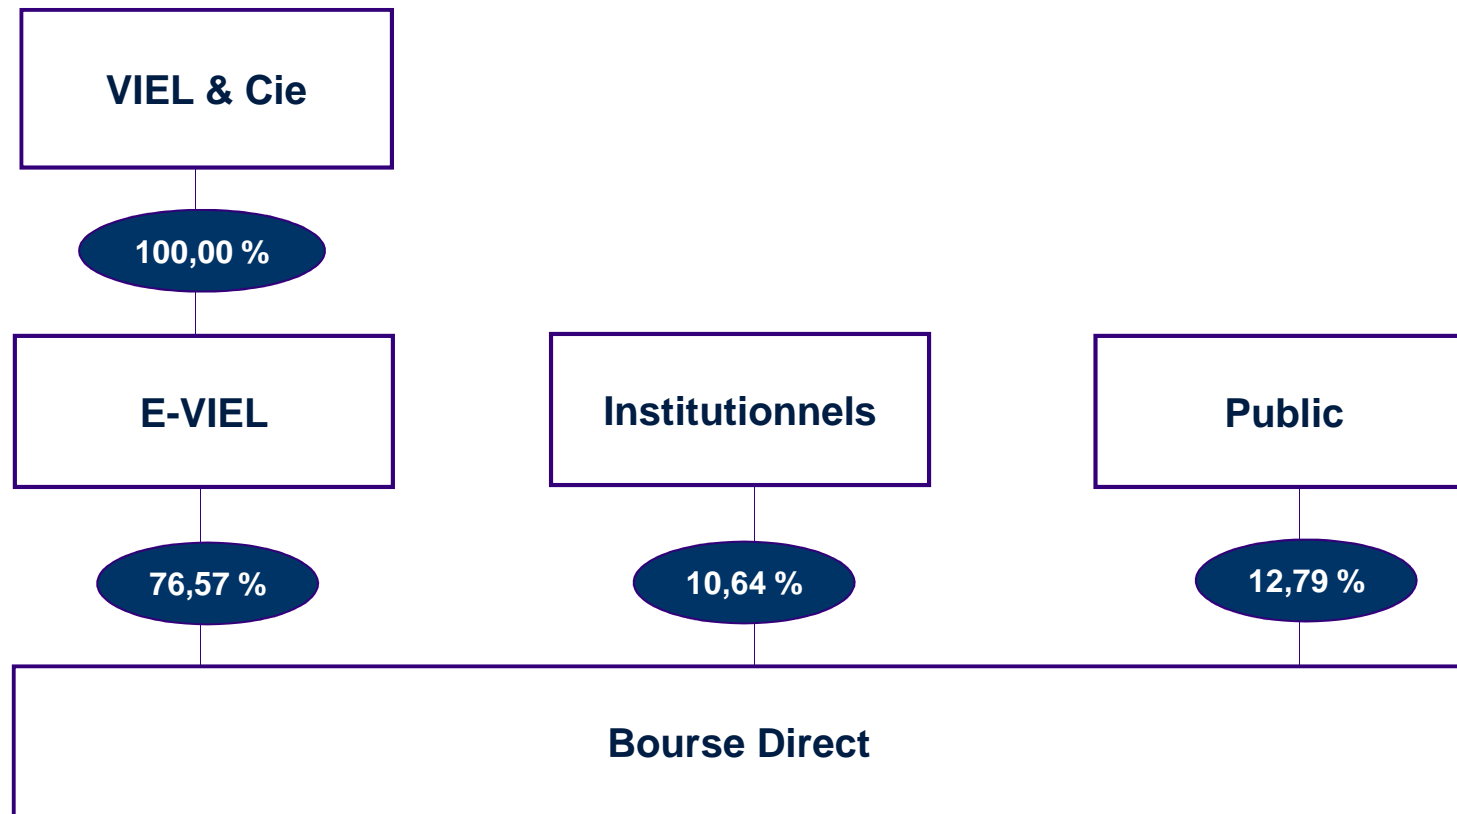 VIEL & Cie
100,00 %
E-VIEL
Institutionnels
Public
76,57 %
10,64 %
12,79 %
Bourse Direct